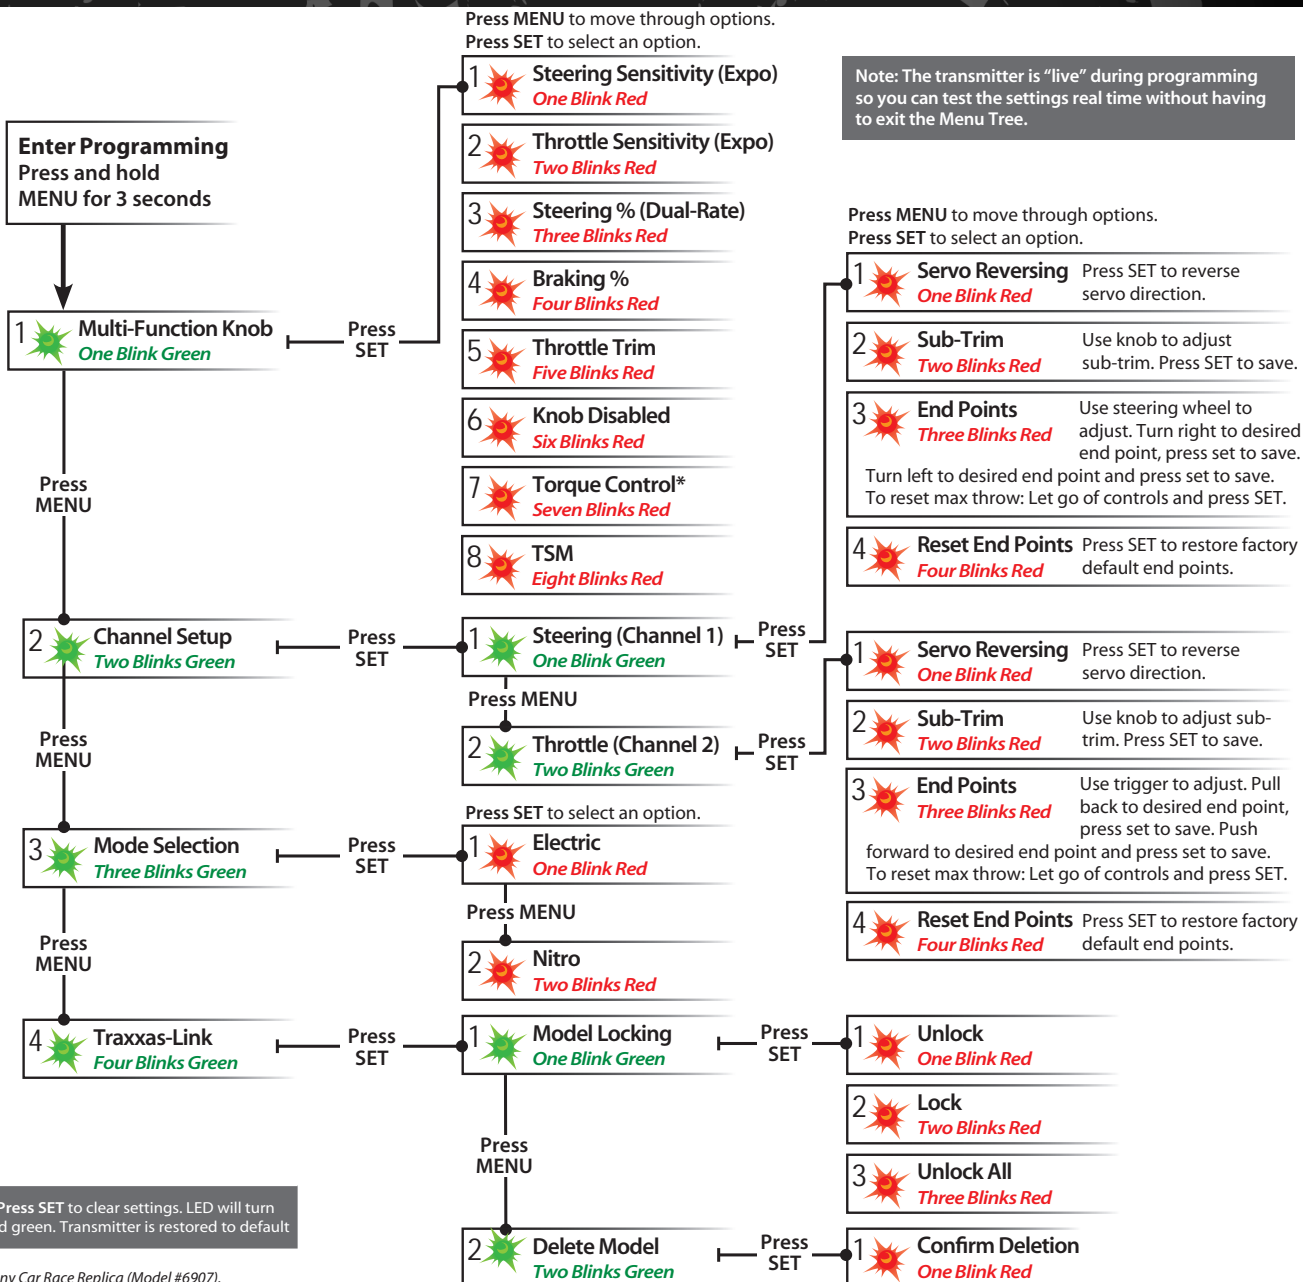 Press MENU to move through options.
Press SET to select an option.
Note: The transmitter is “live” during programming
so you can test the settings real time without having
to exit the Menu Tree.
Enter Programming
Press and hold
MENU for 3 seconds
1 Multi-Function Knob
One Blink Green
Press
SET
1 Steering Sensitivity (Expo)
One Blink Red
2 Throttle Sensitivity (Expo)
Two Blinks Red
3 Steering % (Dual-Rate)
Three Blinks Red
4 Braking %
Four Blinks Red
5 Throttle Trim
Five Blinks Red
6 Knob Disabled
Six Blinks Red
7 Torque Control*
Seven Blinks Red
8 TSM
Eight Blinks Red
Press
MENU
2 Channel Setup
Two Blinks Green
Press
SET
1 Steering (Channel 1)
One Blink Green
Press
SET
Press MENU to move through options.
Press SET to select an option.
1 Servo Reversing Press SET to reverse
One Blink Red servo direction.
2 Sub-Trim Use knob to adjust
Two Blinks Red sub-trim. Press SET to save.
3 End Points Use steering wheel to
Three Blinks Red adjust. Turn right to desired
end point, press set to save.
Turn left to desired end point and press set to save.
To reset max throw: Let go of controls and press SET.
4 Reset End Points Press SET to restore factory
Four Blinks Red default end points.
Press MENU
2 Throttle (Channel 2)
Two Blinks Green
Press
SET
1 Servo Reversing Press SET to reverse
One Blink Red servo direction.
2 Sub-Trim Use knob to adjust sub-
Two Blinks Red trim. Press SET to save.
3 End Points Use trigger to adjust. Pull
Three Blinks Red back to desired end point,
press set to save. Push
forward to desired end point and press set to save.
To reset max throw: Let go of controls and press SET.
4 Reset End Points Press SET to restore factory
Four Blinks Red default end points.
Press
MENU
3 Mode Selection
Three Blinks Green
Press
SET
Press SET to select an option.
1 Electric
One Blink Red
Press MENU
2 Nitro
Two Blinks Red
Press
MENU
4 Traxxas-Link
Four Blinks Green
Press
SET
1 Model Locking
One Blink Green
Press
SET
1 Unlock
One Blink Red
2 Lock
Two Blinks Red
3 Unlock All
Three Blinks Red
Press
MENU
2 Delete Model
Two Blinks Green
Press
SET
1 Confirm Deletion
One Blink Red
Press SET to clear settings. LED will turn
d green. Transmitter is restored to default
ny Car Race Replica (Model #6907).